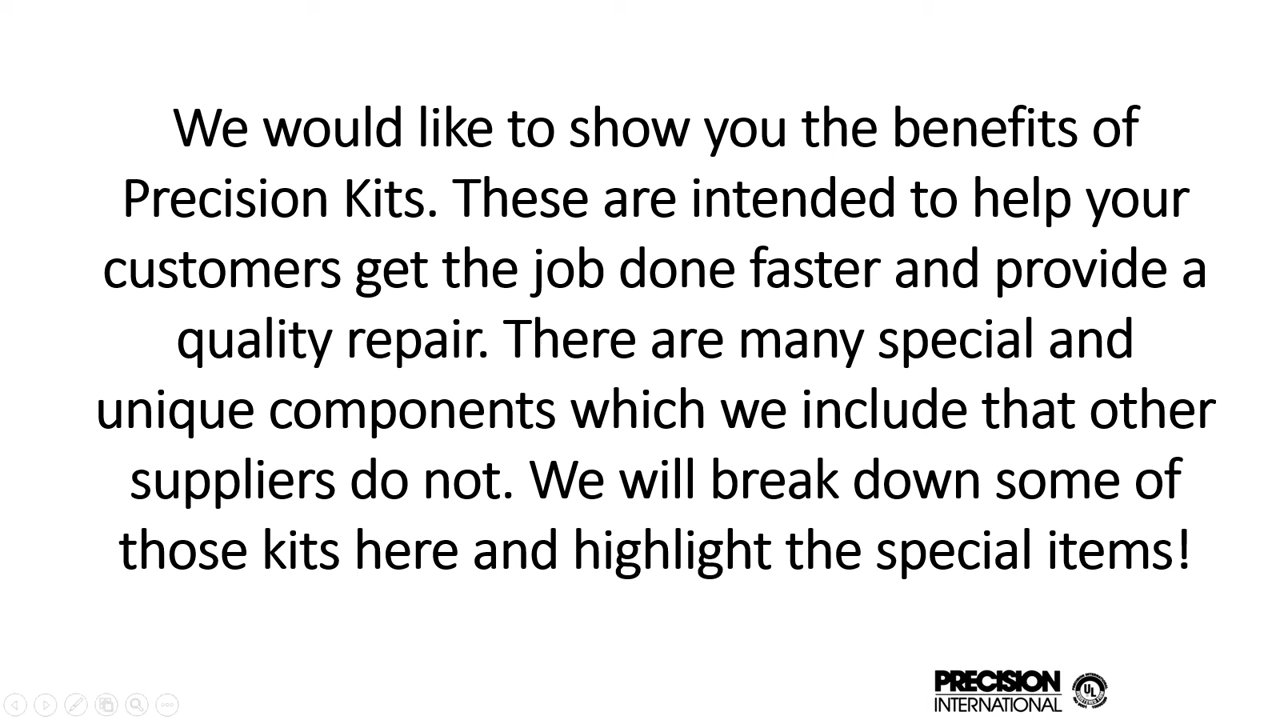 We would like to show you the benefits of
Precision Kits. These are intended to help your
customers get the job done faster and provide a
quality repair. There are many special and
unique components which we include that other
suppliers do not. We will break down some of
those kits here and highlight the special items!
PRECISION
INTERNATIONAL
UL